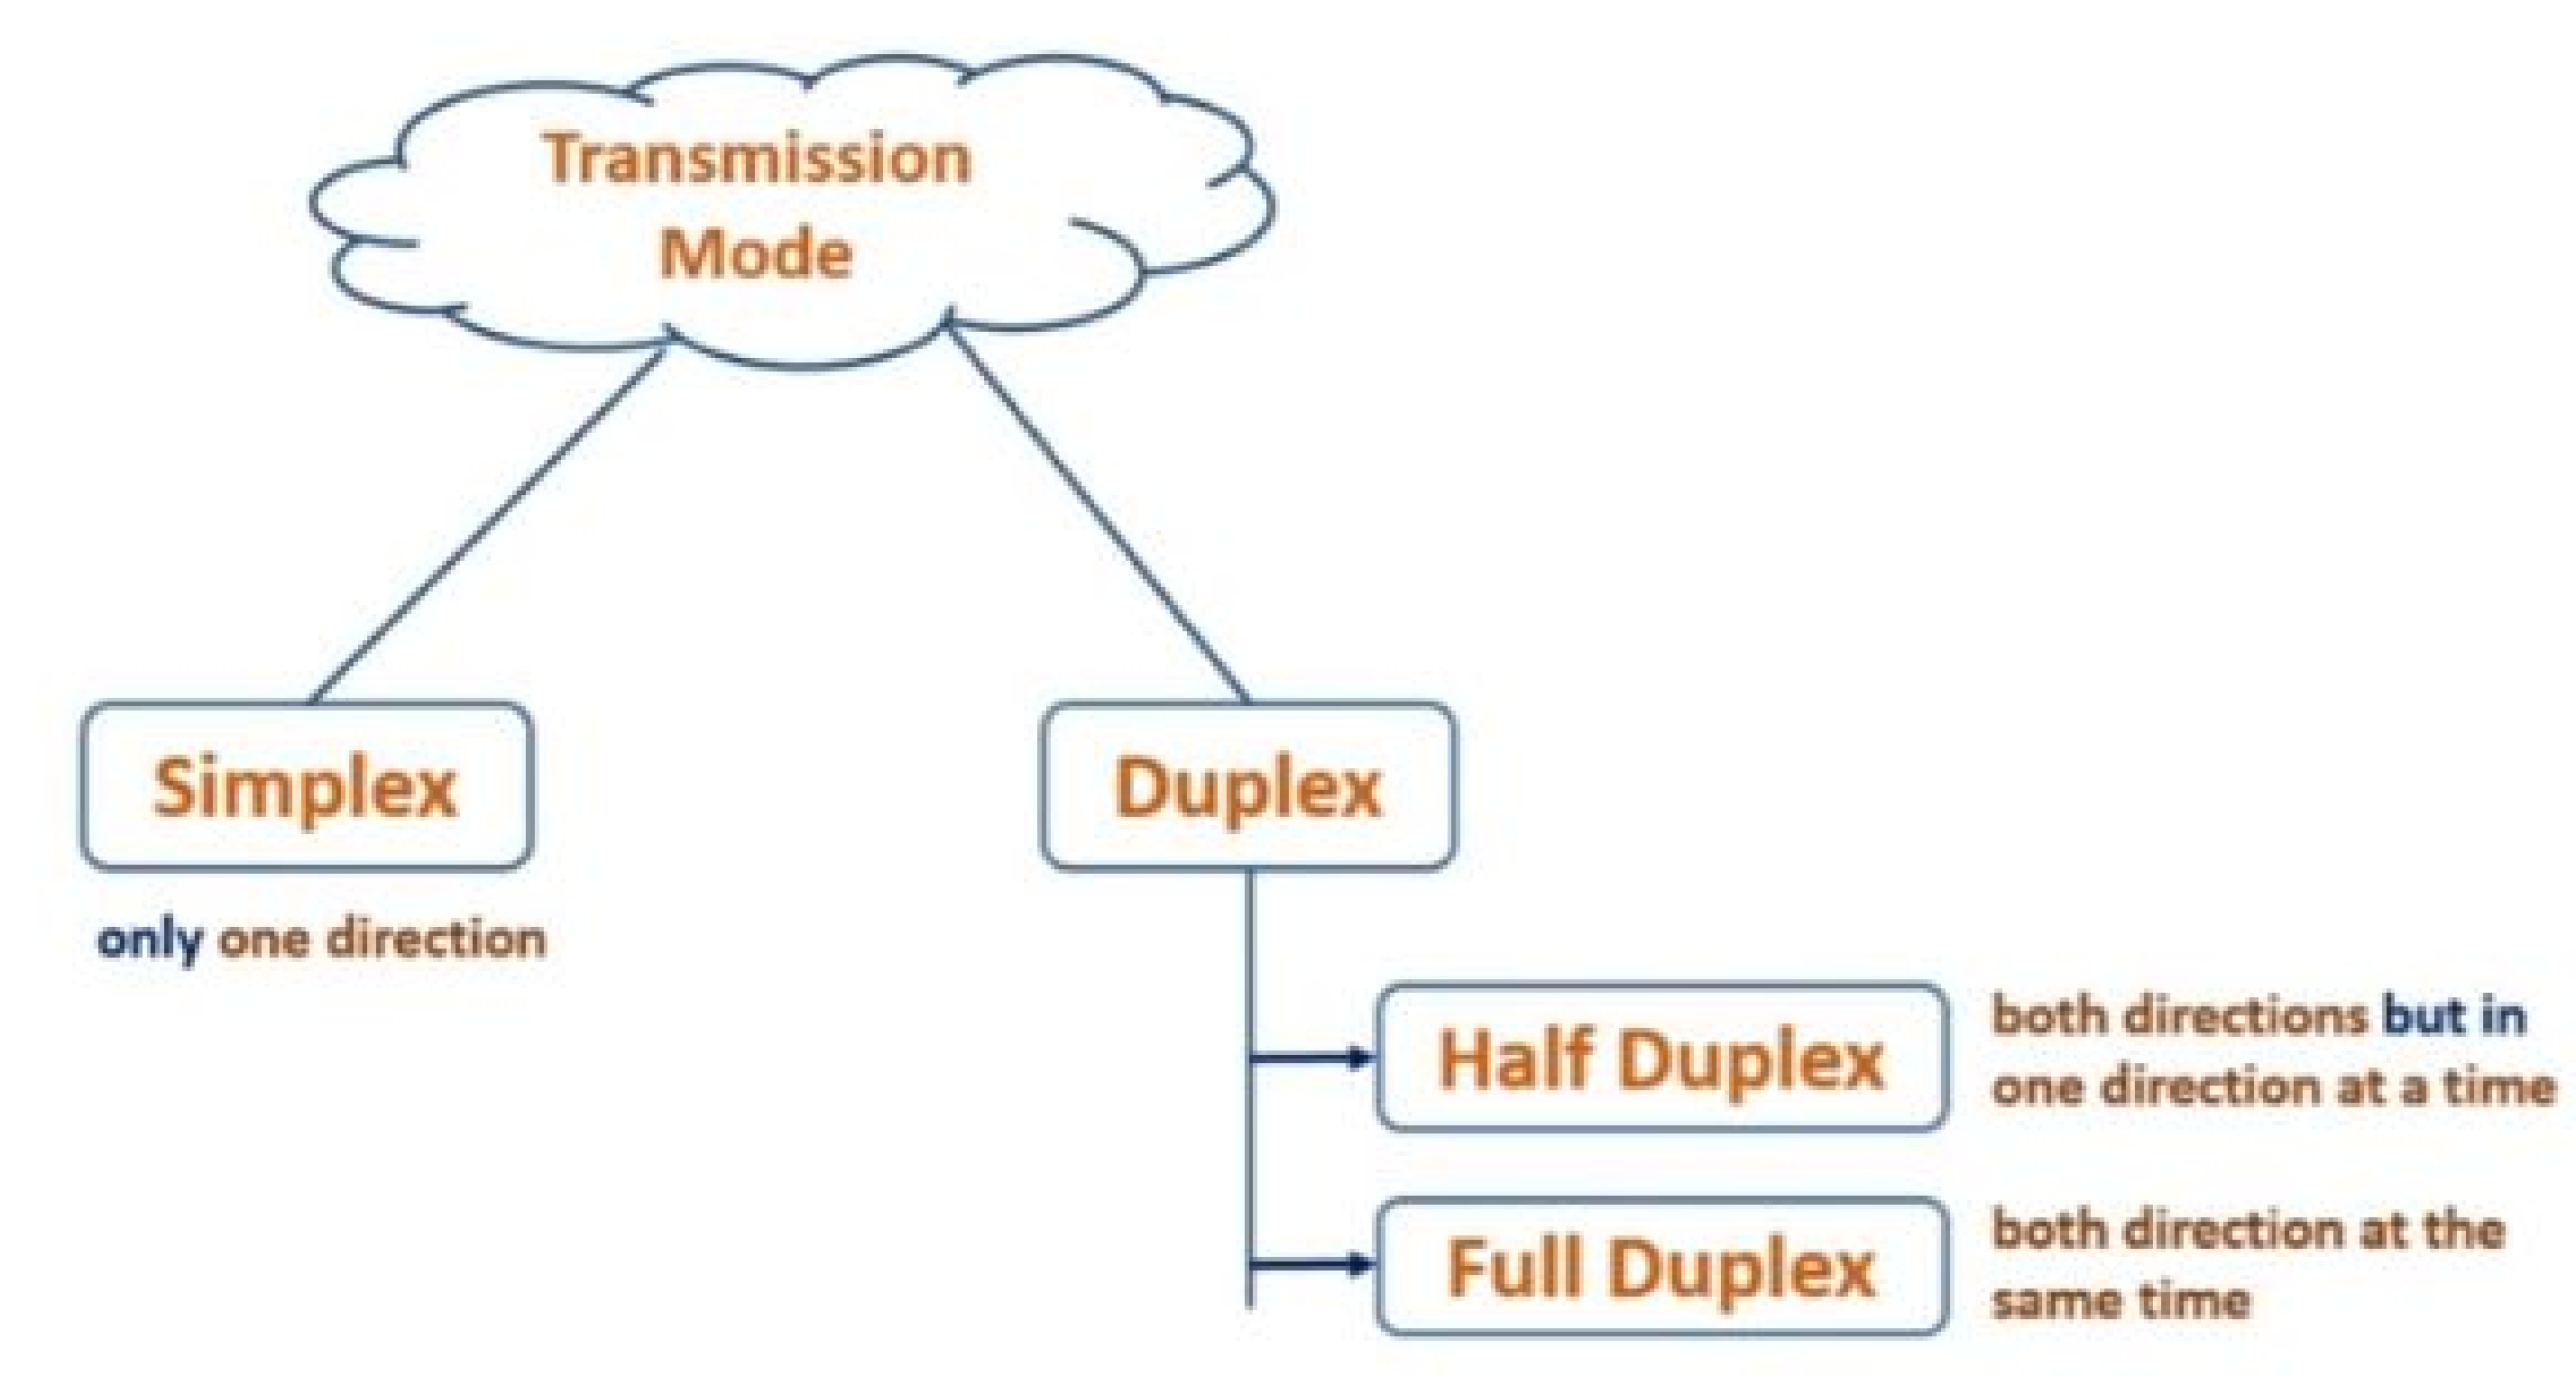 Transmission
Mode
Simplex
only one direction
Duplex
Half Duplex
both directions but in
one direction at a time
Full Duplex
both direction at the
same time